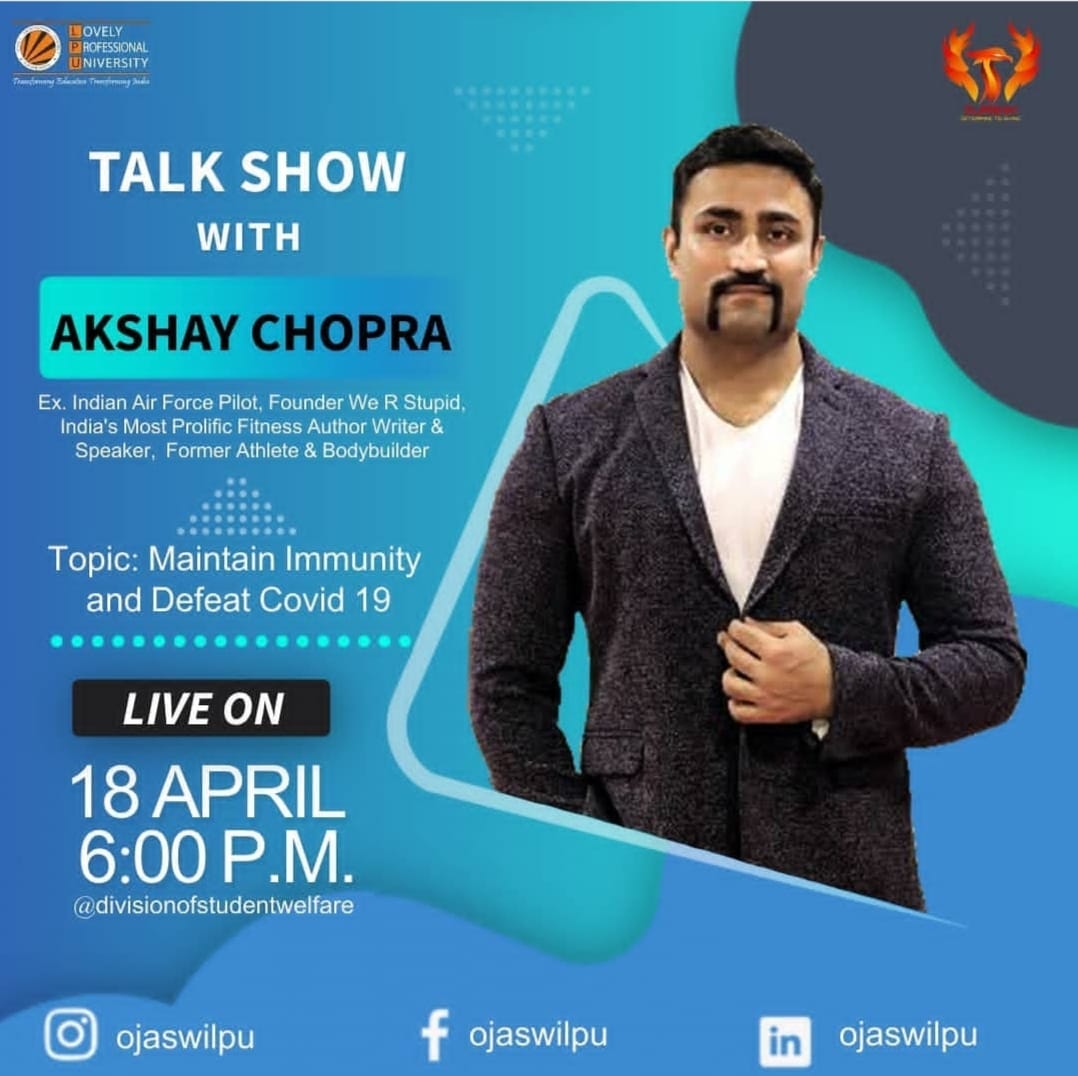 LOVELY
PROFESSIONAL
UNIVERSITY
Transforming Education Transforming India
TALK SHOW
WITH
AKSHAY CHOPRA
Ex. Indian Air Force Pilot, Founder We R Stupid,
India's Most Prolific Fitness Author Writer &
Speaker, Former Athlete & Bodybuilder
Topic: Maintain Immunity
and Defeat Covid 19
LIVE ON
18 APRIL
6:00 P.M.
@divisionofstudentwelfare
ojaswilpu
ojaswilpu
in
ojaswilpu